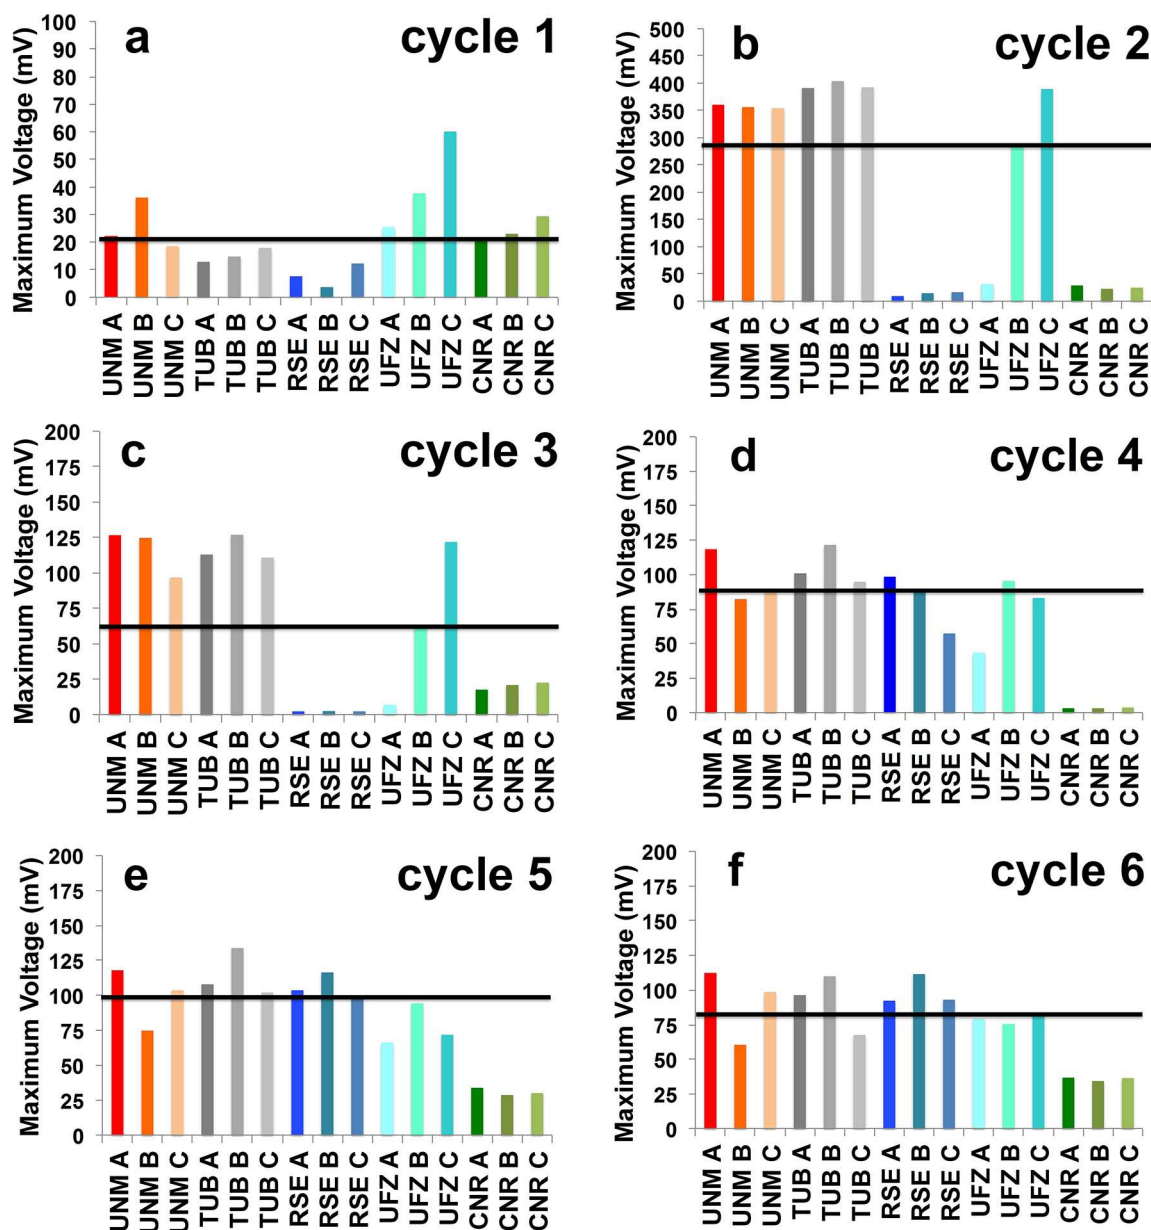 a cycle 1
Maximum Voltage (mV)
100
90
80
70
60
50
40
30
20
10
0
UNM A
UNM B
UNM C
TUB A
TUB B
TUB C
RSE A
RSE B
RSE C
UFZ A
UFZ B
UFZ C
CNR A
CNR B
CNR C
b cycle 2
Maximum Voltage (mV)
500
450
400
350
300
250
200
150
100
50
0
UNM A
UNM B
UNM C
TUB A
TUB B
TUB C
RSE A
RSE B
RSE C
UFZ A
UFZ B
UFZ C
CNR A
CNR B
CNR C
c cycle 3
Maximum Voltage (mV)
200
175
150
125
100
75
50
25
0
UNM A
UNM B
UNM C
TUB A
TUB B
TUB C
RSE A
RSE B
RSE C
UFZ A
UFZ B
UFZ C
CNR A
CNR B
CNR C
d cycle 4
Maximum Voltage (mV)
200
175
150
125
100
75
50
25
0
UNM A
UNM B
UNM C
TUB A
TUB B
TUB C
RSE A
RSE B
RSE C
UFZ A
UFZ B
UFZ C
CNR A
CNR B
CNR C
e cycle 5
Maximum Voltage (mV)
200
175
150
125
100
75
50
25
0
UNM A
UNM B
UNM C
TUB A
TUB B
TUB C
RSE A
RSE B
RSE C
UFZ A
UFZ B
UFZ C
CNR A
CNR B
CNR C
f cycle 6
Maximum Voltage (mV)
200
175
150
125
100
75
50
25
0
UNM A
UNM B
UNM C
TUB A
TUB B
TUB C
RSE A
RSE B
RSE C
UFZ A
UFZ B
UFZ C
CNR A
CNR B
CNR C